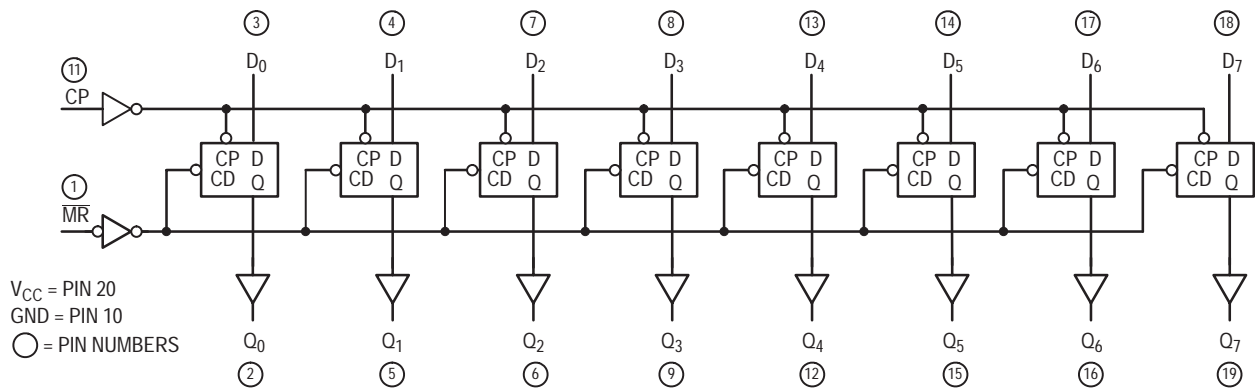 3 4 7 8 13 14 17 18
11 D0 D1 D2 D3 D4 D5 D6 D7
CP
CP D CP D CP D CP D CP D CP D CP D CP D
1 CD Q CD Q CD Q CD Q CD Q CD Q CD Q CD Q
MR
VCC = PIN 20
GND = PIN 10
= PIN NUMBERS Q0 Q1 Q2 Q3 Q4 Q5 Q6 Q7
2 5 6 9 12 15 16 19